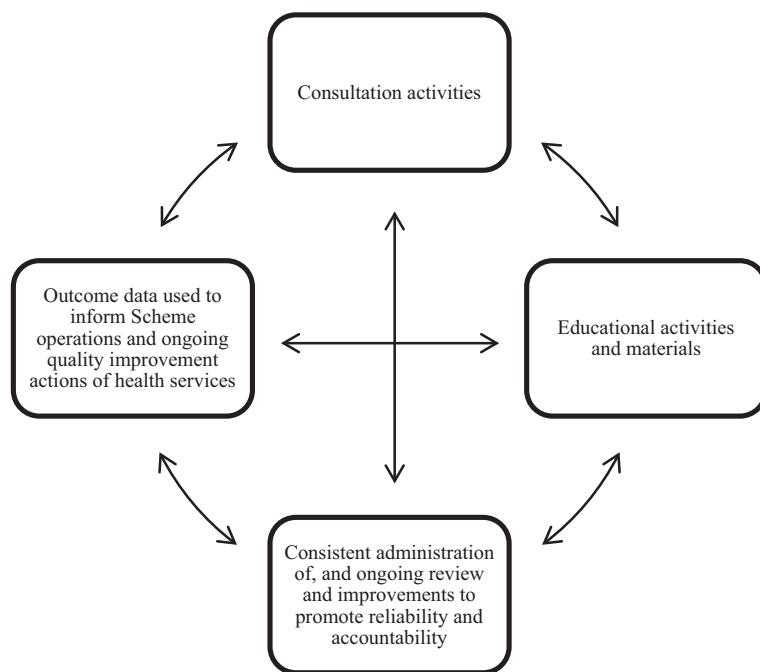 Consultation activities
Outcome data used to
inform Scheme
operations and ongoing
quality improvement
actions of health services
Educational activities
and materials
Consistent administration
of, and ongoing review
and improvements to
promote reliability and
accountability